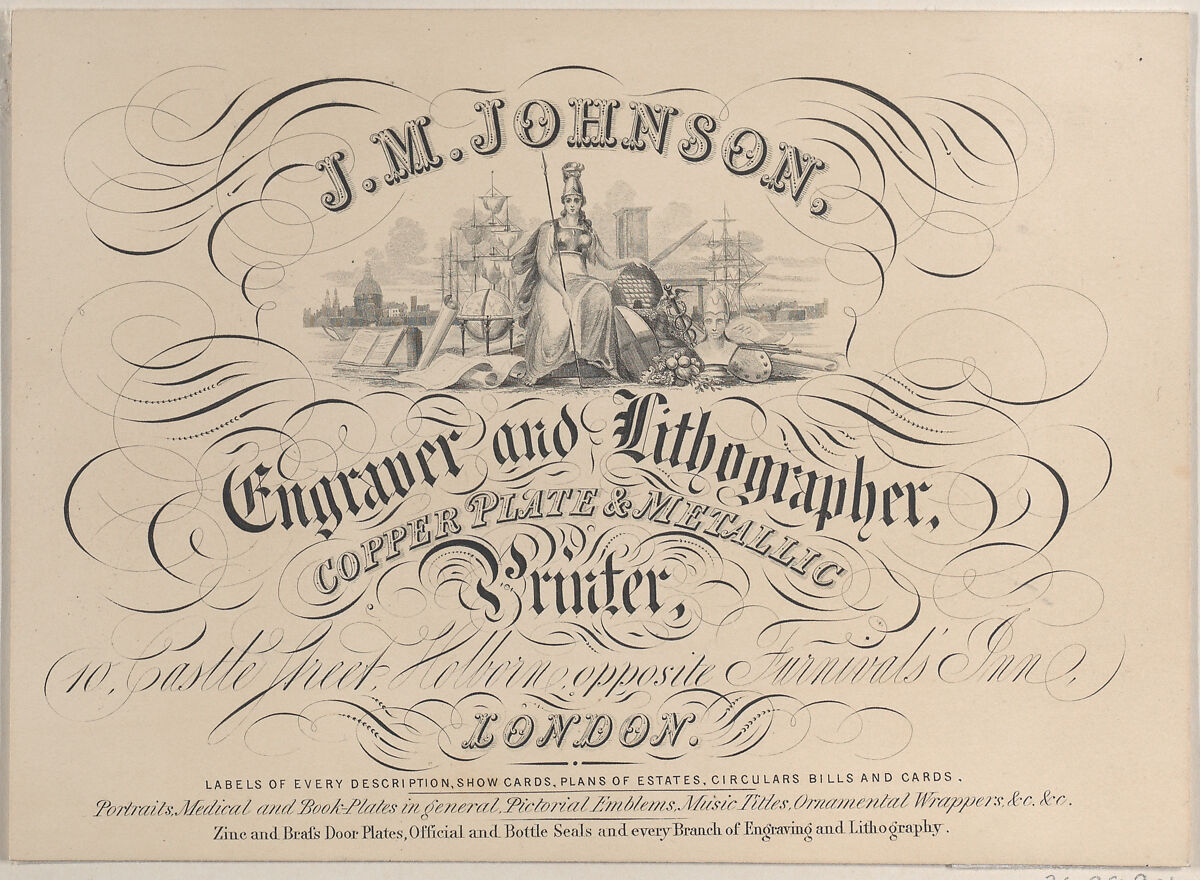 J. M. JOHNSON,
Engraver and Lithographer,
COPPER PLATE & METALLIC
Printer,
10, Castle Street, Holborn, opposite Furnival's Inn,
LONDON.
LABELS OF EVERY DESCRIPTION, SHOW CARDS, PLANS OF ESTATES, CIRCULARS BILLS AND CARDS.
Portraits, Medical and Book-Plates in general, Pictorial Emblems, Music Titles, Ornamental Wrappers, &c. &c.
Zinc and Braſs Door Plates, Official and Bottle Seals and every Branch of Engraving and Lithography.